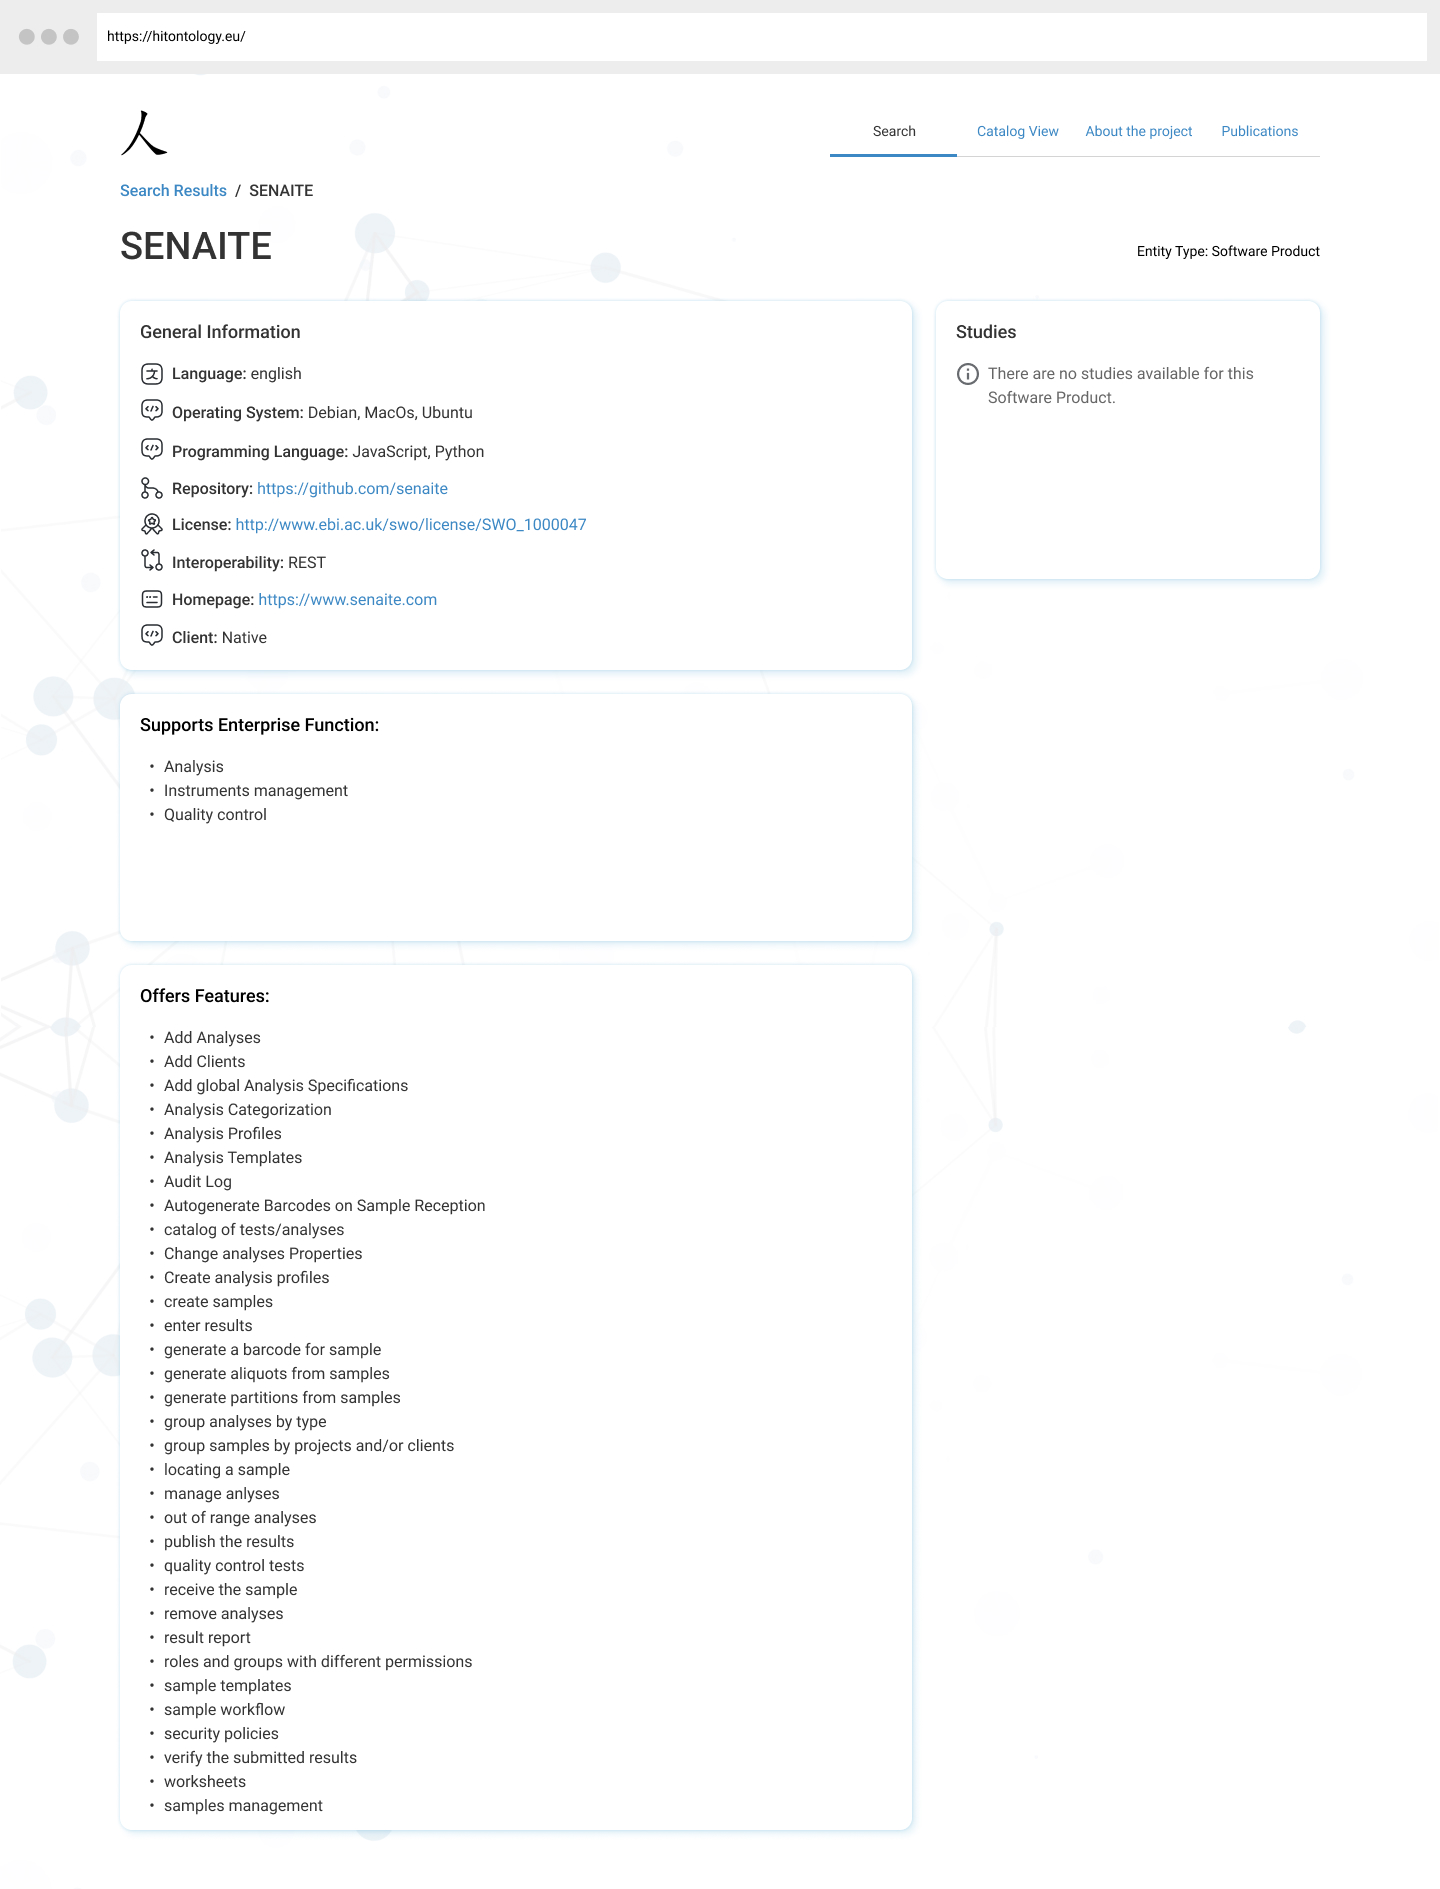 https://hitontology.eu/
人
Search
Catalog View
About the project
Publications
Search Results / SENAITE
SENAITE
Entity Type: Software Product
General Information
Language: english
Operating System: Debian, MacOs, Ubuntu
Programming Language: JavaScript, Python
Repository: https://github.com/senaite
License: http://www.ebi.ac.uk/swo/license/SWO_1000047
Interoperability: REST
Homepage: https://www.senaite.com
Client: Native
Studies
There are no studies available for this
Software Product.
Supports Enterprise Function:
• Analysis
• Instruments management
• Quality control
Offers Features:
• Add Analyses
• Add Clients
• Add global Analysis Specifications
• Analysis Categorization
• Analysis Profiles
• Analysis Templates
• Audit Log
• Autogenerate Barcodes on Sample Reception
• catalog of tests/analyses
• Change analyses Properties
• Create analysis profiles
• create samples
• enter results
• generate a barcode for sample
• generate aliquots from samples
• generate partitions from samples
• group analyses by type
• group samples by projects and/or clients
• locating a sample
• manage anlyses
• out of range analyses
• publish the results
• quality control tests
• receive the sample
• remove analyses
• result report
• roles and groups with different permissions
• sample templates
• sample workflow
• security policies
• verify the submitted results
• worksheets
• samples management